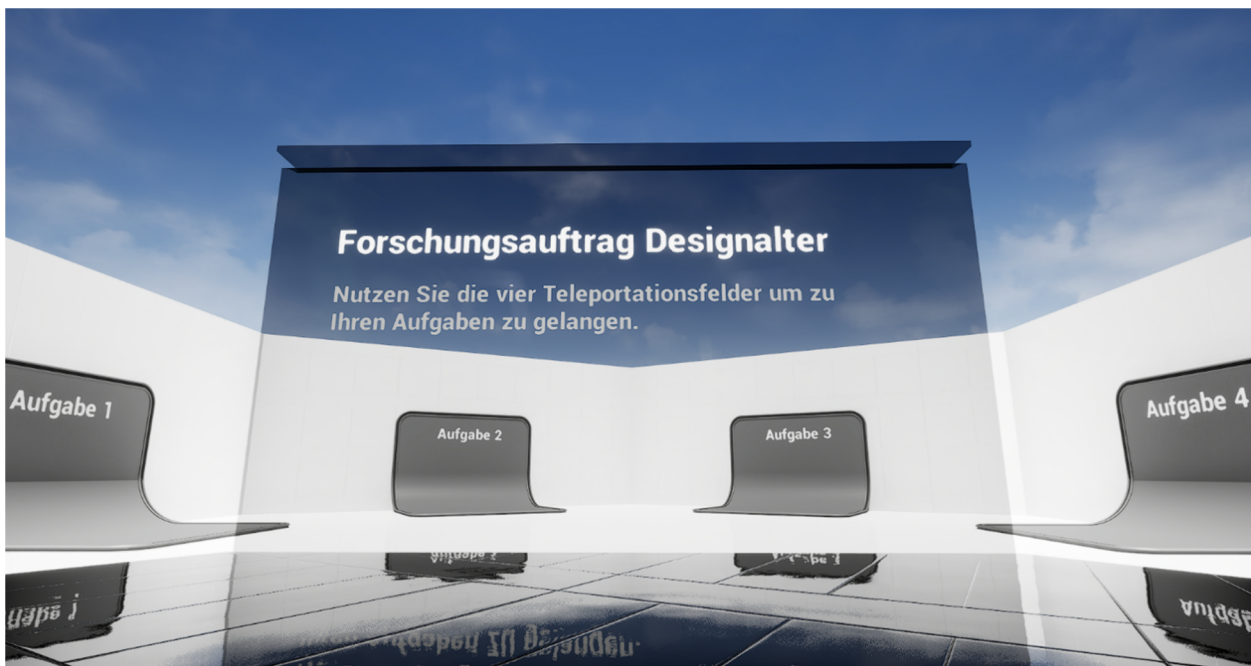 Forschungsauftrag Designalter
Nutzen Sie die vier Teleportationsfelder um zu
Ihren Aufgaben zu gelangen.
Aufgabe 1
Aufgabe 2
Aufgabe 3
Aufgabe 4